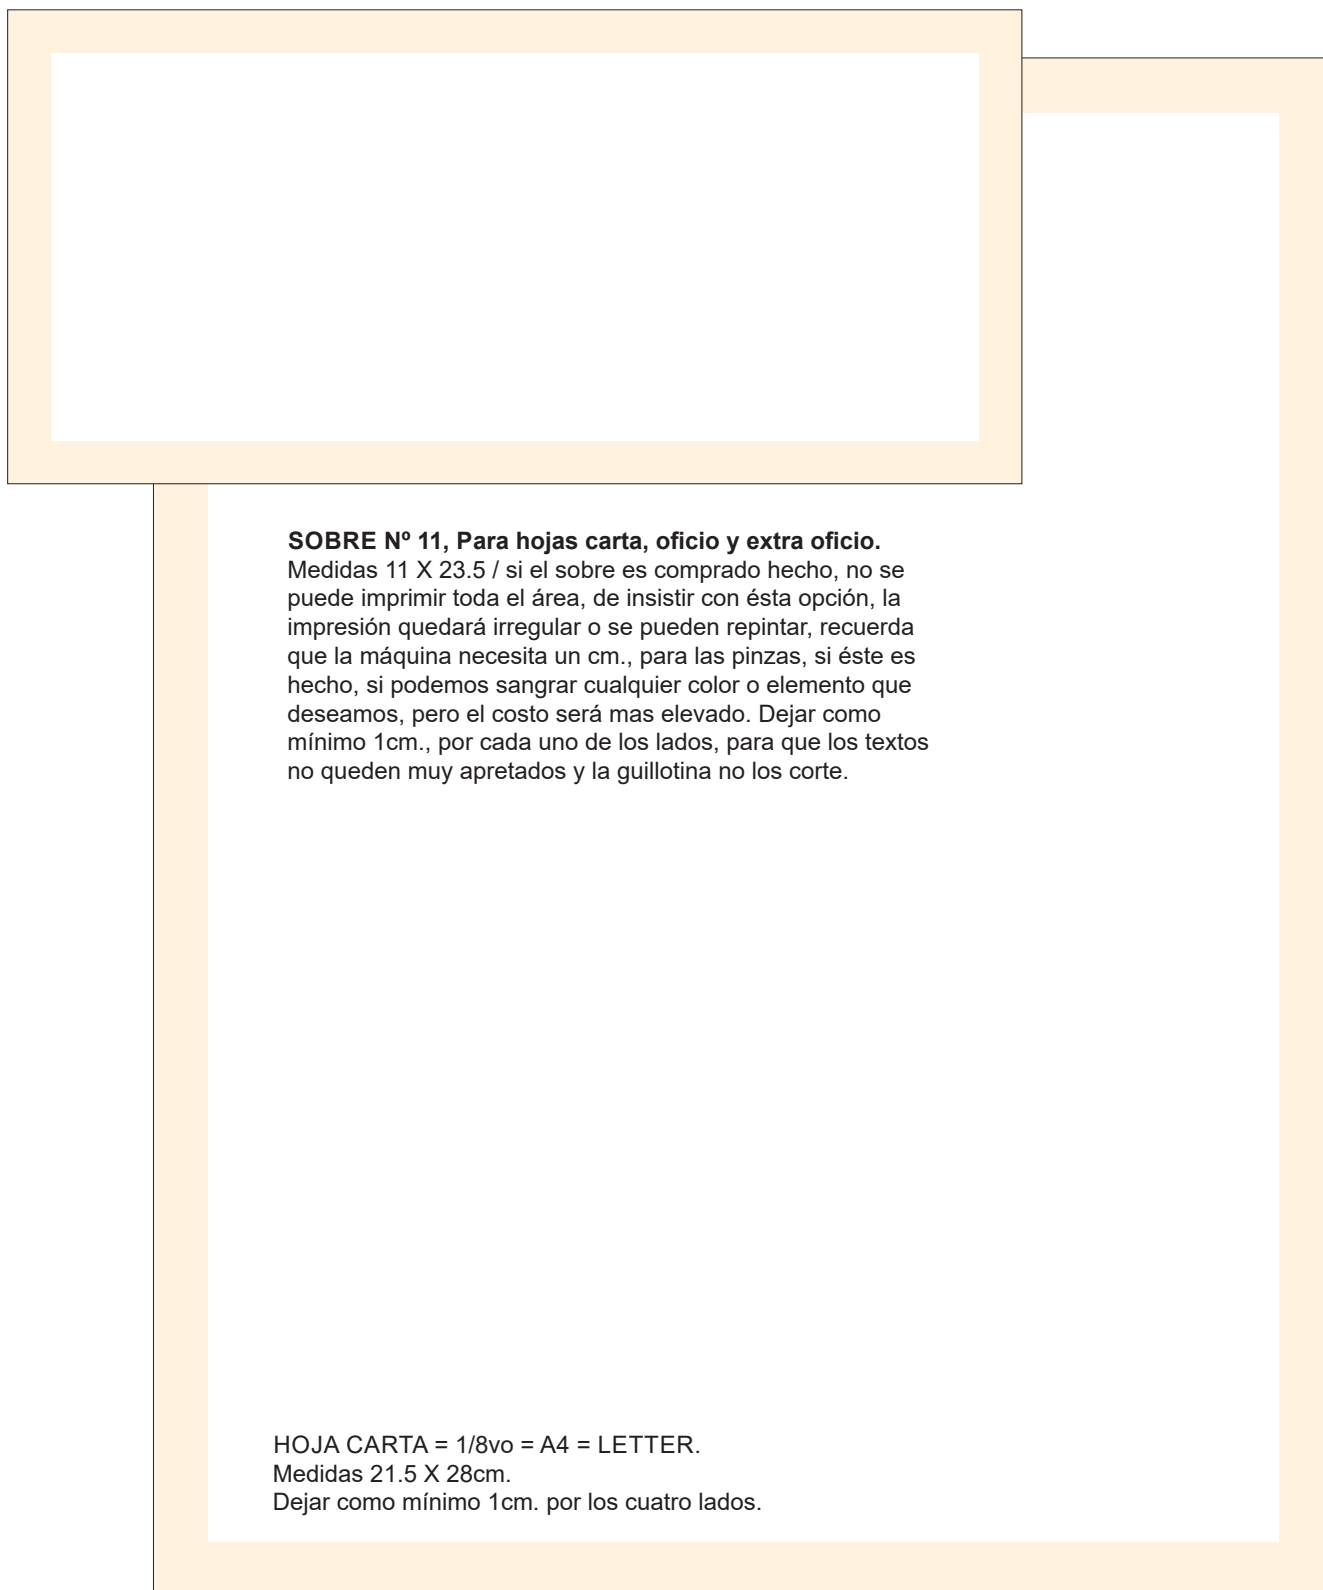 SOBRE Nº 11, Para hojas carta, oficio y extra oficio.
Medidas 11 X 23.5 / si el sobre es comprado hecho, no se
puede imprimir toda el área, de insistir con ésta opción, la
impresión quedará irregular o se pueden repintar, recuerda
que la máquina necesita un cm., para las pinzas, si éste es
hecho, si podemos sangrar cualquier color o elemento que
deseamos, pero el costo será mas elevado. Dejar como
mínimo 1cm., por cada uno de los lados, para que los textos
no queden muy apretados y la guillotina no los corte.
HOJA CARTA = 1/8vo = A4 = LETTER.
Medidas 21.5 X 28cm.
Dejar como mínimo 1cm. por los cuatro lados.